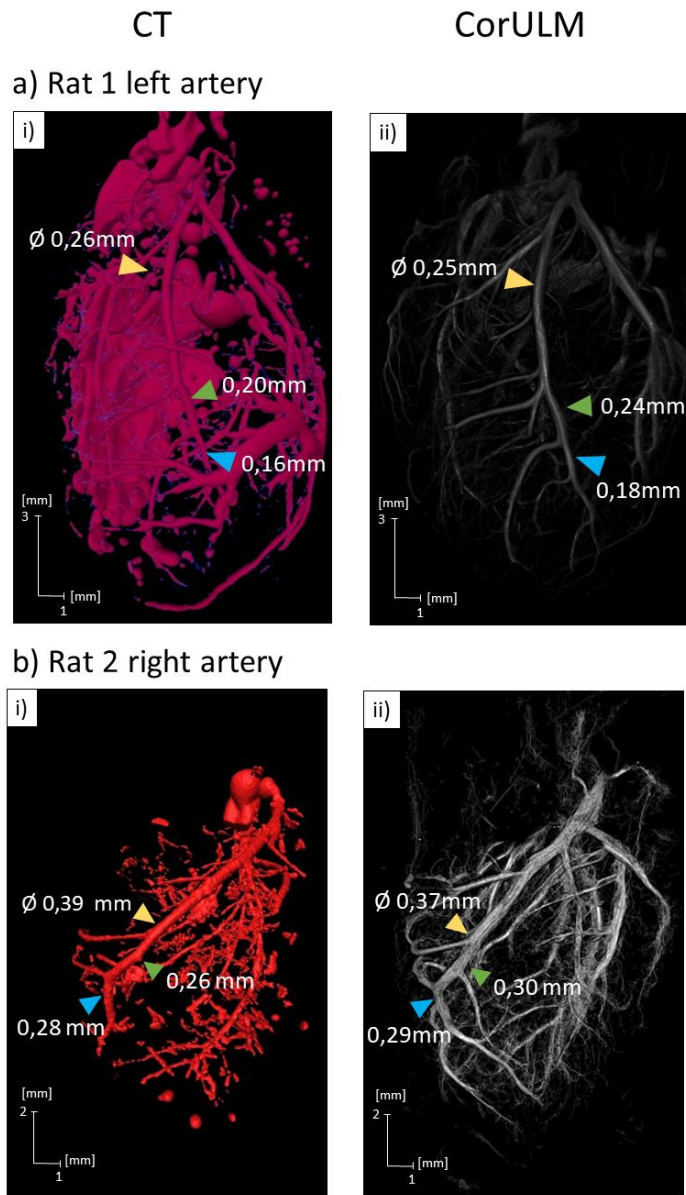 CT
CorULM
a) Rat 1 left artery
i)
Ø 0,26mm
0,20mm
0,16mm
[mm]
3
1
[mm]
ii)
Ø 0,25mm
0,24mm
0,18mm
[mm]
3
1
[mm]
b) Rat 2 right artery
i)
Ø 0,39 mm
0,26 mm
0,28 mm
[mm]
2
1
[mm]
ii)
Ø 0,37mm
0,30 mm
0,29mm
[mm]
2
1
[mm]